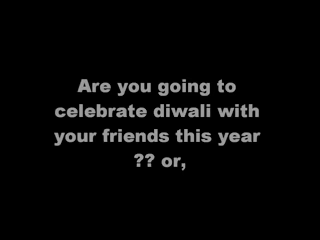 Are you going to
celebrate diwali with
your friends this year
?? or,